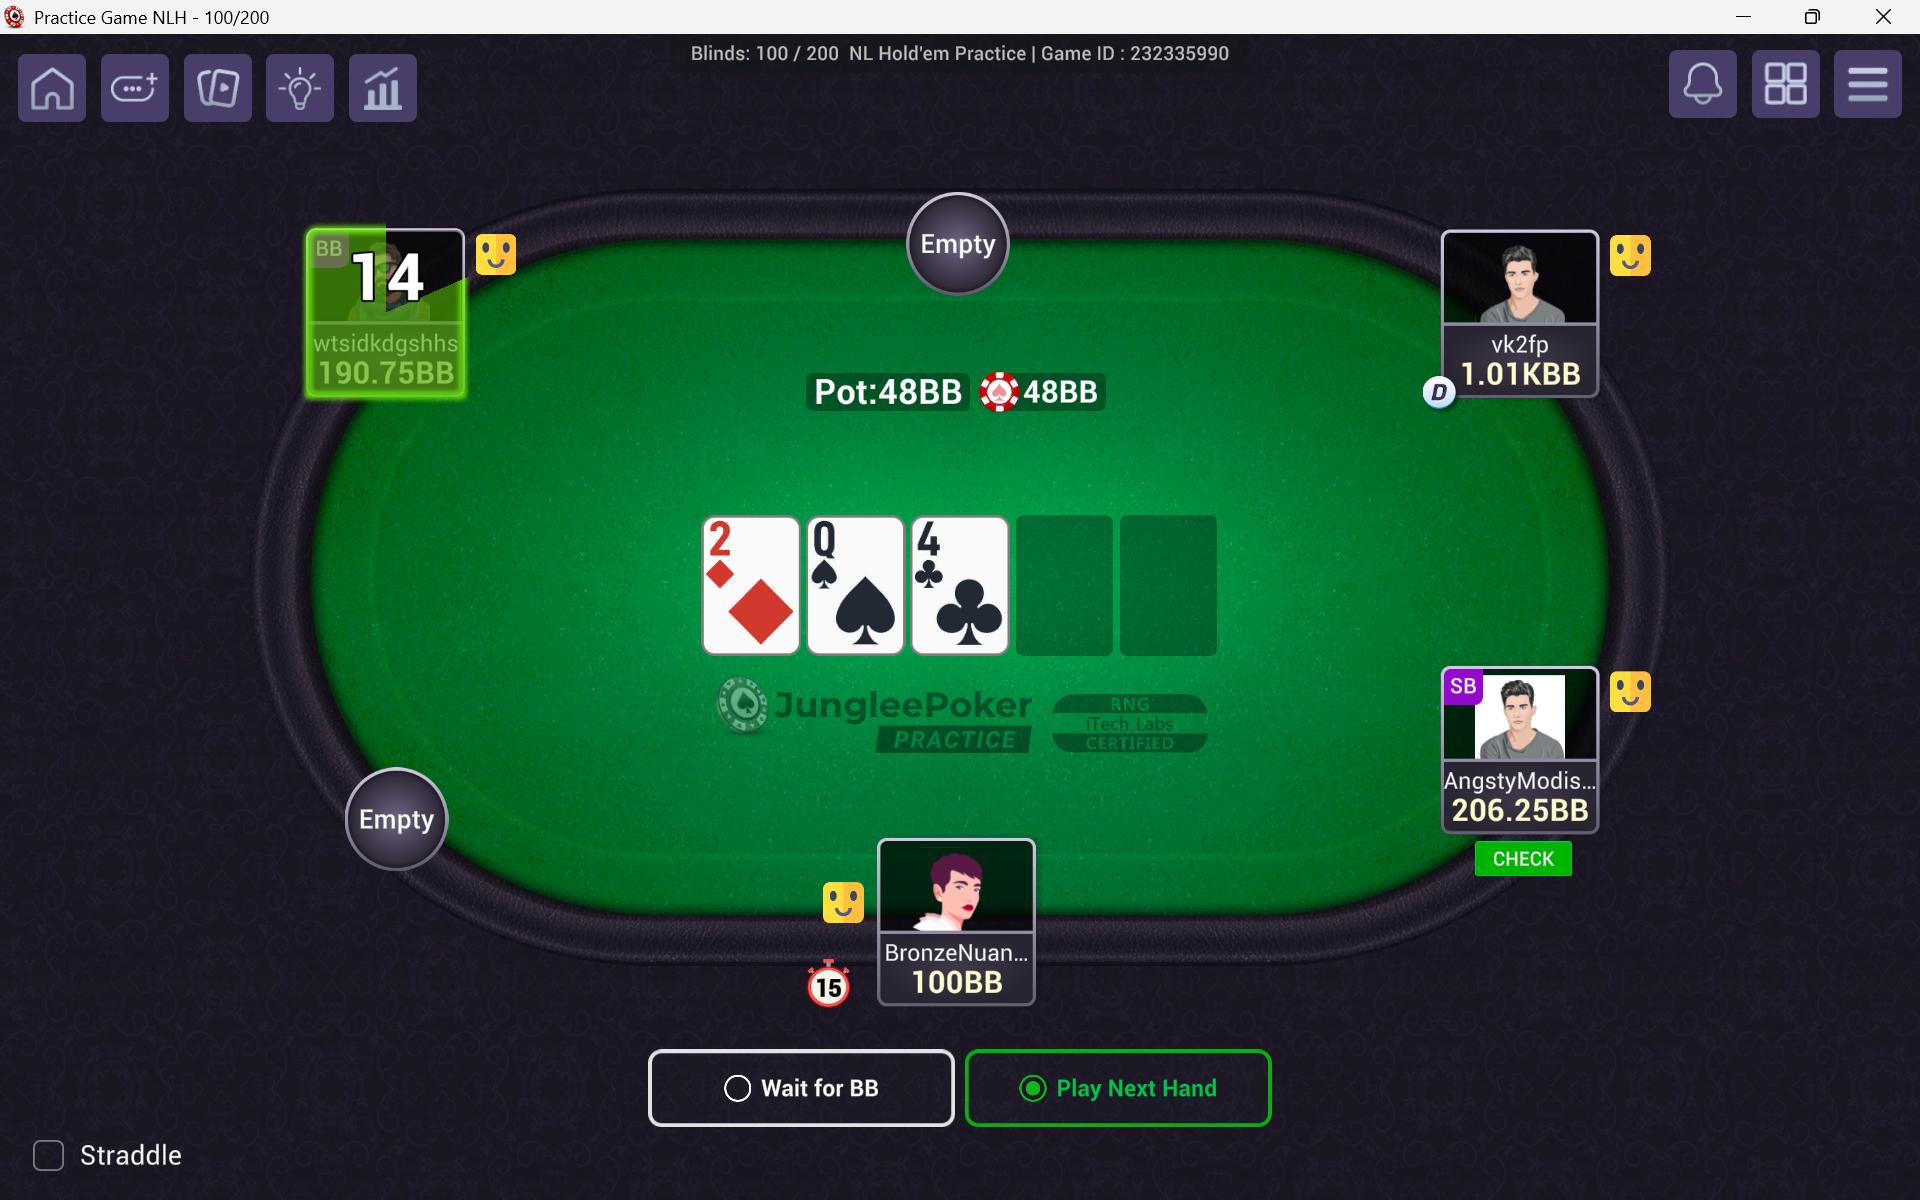 Practice Game NLH - 100/200
Blinds: 100 / 200 NL Hold'em Practice | Game ID : 232335990
BB
14
wtsidkdgshhs
190.75BB
Empty
vk2fp
1.01KBB
D
Pot:48BB 48BB
2
Q
4
JungleePoker
PRACTICE
RNG
iTech Labs
CERTIFIED
SB
AngstyModis...
206.25BB
CHECK
Empty
BronzeNuan...
100BB
15
Wait for BB
Play Next Hand
Straddle